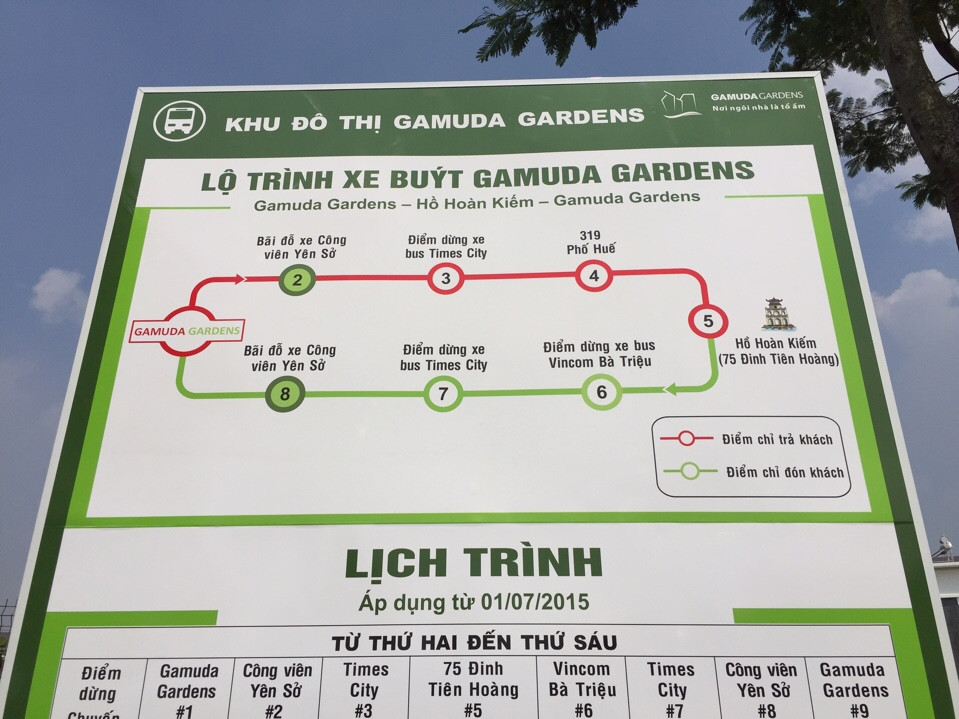 KHU ĐÔ THỊ GAMUDA GARDENS
GAMUDA GARDENS
Nơi ngôi nhà là tổ ấm
LỘ TRÌNH XE BUÝT GAMUDA GARDENS
Gamuda Gardens – Hồ Hoàn Kiếm – Gamuda Gardens
Bãi đỗ xe Công
viên Yên Sở
2
Điểm dừng xe
bus Times City
3
319
Phố Huế
4
5
Hồ Hoàn Kiếm
(75 Đinh Tiên Hoàng)
GAMUDA GARDENS
Bãi đỗ xe Công
viên Yên Sở
8
Điểm dừng xe
bus Times City
7
Điểm dừng xe bus
Vincom Bà Triệu
6
Điểm chỉ trả khách
Điểm chỉ đón khách
LỊCH TRÌNH
Áp dụng từ 01/07/2015
TỪ THỨ HAI ĐẾN THỨ SÁU
Điểm
dừng
Chuyến
Gamuda
Gardens
#1
Công viên
Yên Sở
#2
Times
City
#3
75 Đinh
Tiên Hoàng
#5
Vincom
Bà Triệu
#6
Times
City
#7
Công viên
Yên Sở
#8
Gamuda
Gardens
#9